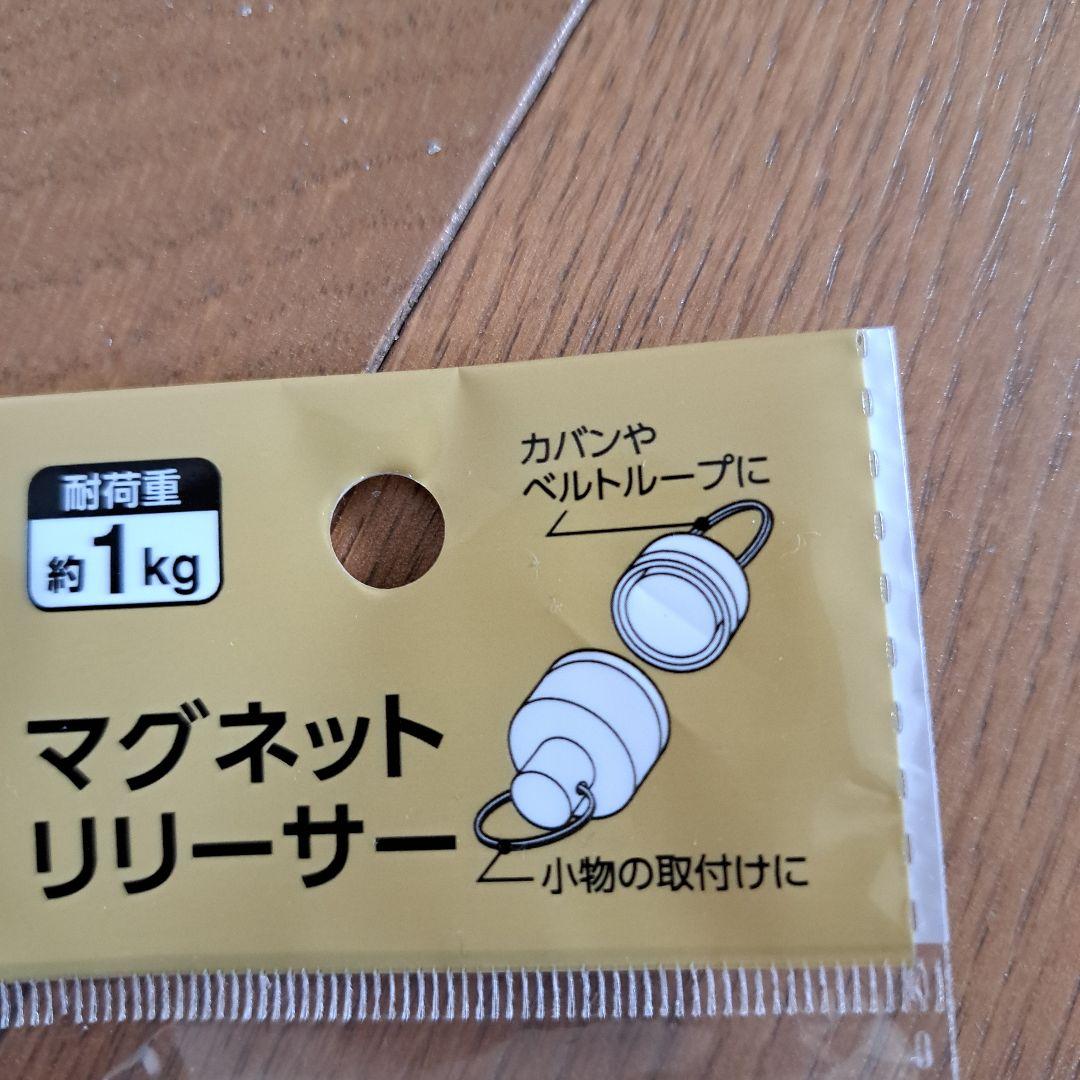 耐荷重
約1kg
カバンや
ベルトループに
マグネット
リリーサー
小物の取付けに